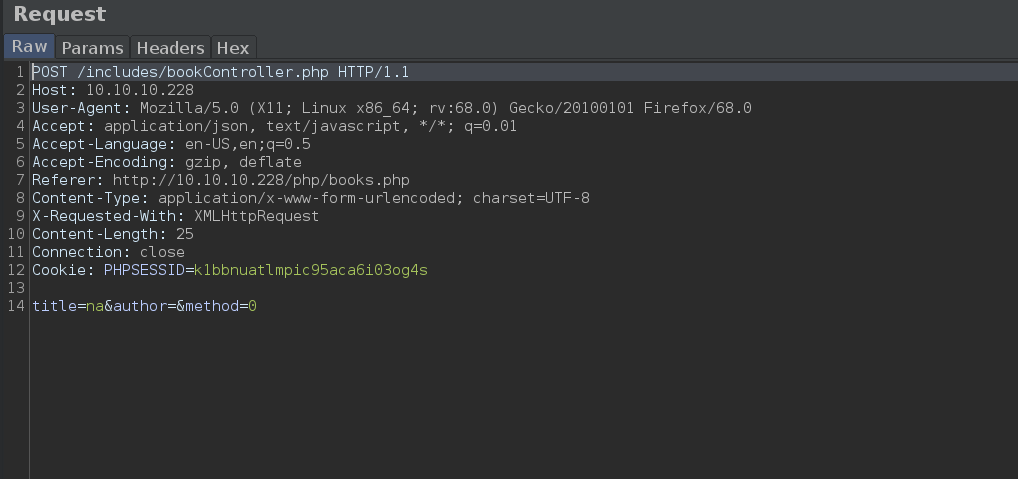 Request
Raw Params Headers Hex
1 POST /includes/bookController.php HTTP/1.1
2 Host: 10.10.10.228
3 User-Agent: Mozilla/5.0 (X11; Linux x86_64; rv:68.0) Gecko/20100101 Firefox/68.0
4 Accept: application/json, text/javascript, */*; q=0.01
5 Accept-Language: en-US,en;q=0.5
6 Accept-Encoding: gzip, deflate
7 Referer: http://10.10.10.228/php/books.php
8 Content-Type: application/x-www-form-urlencoded; charset=UTF-8
9 X-Requested-With: XMLHttpRequest
10 Content-Length: 25
11 Connection: close
12 Cookie: PHPSESSID=k1bbnuatlmpic95aca6i03og4s
13
14 title=na&author=&method=0